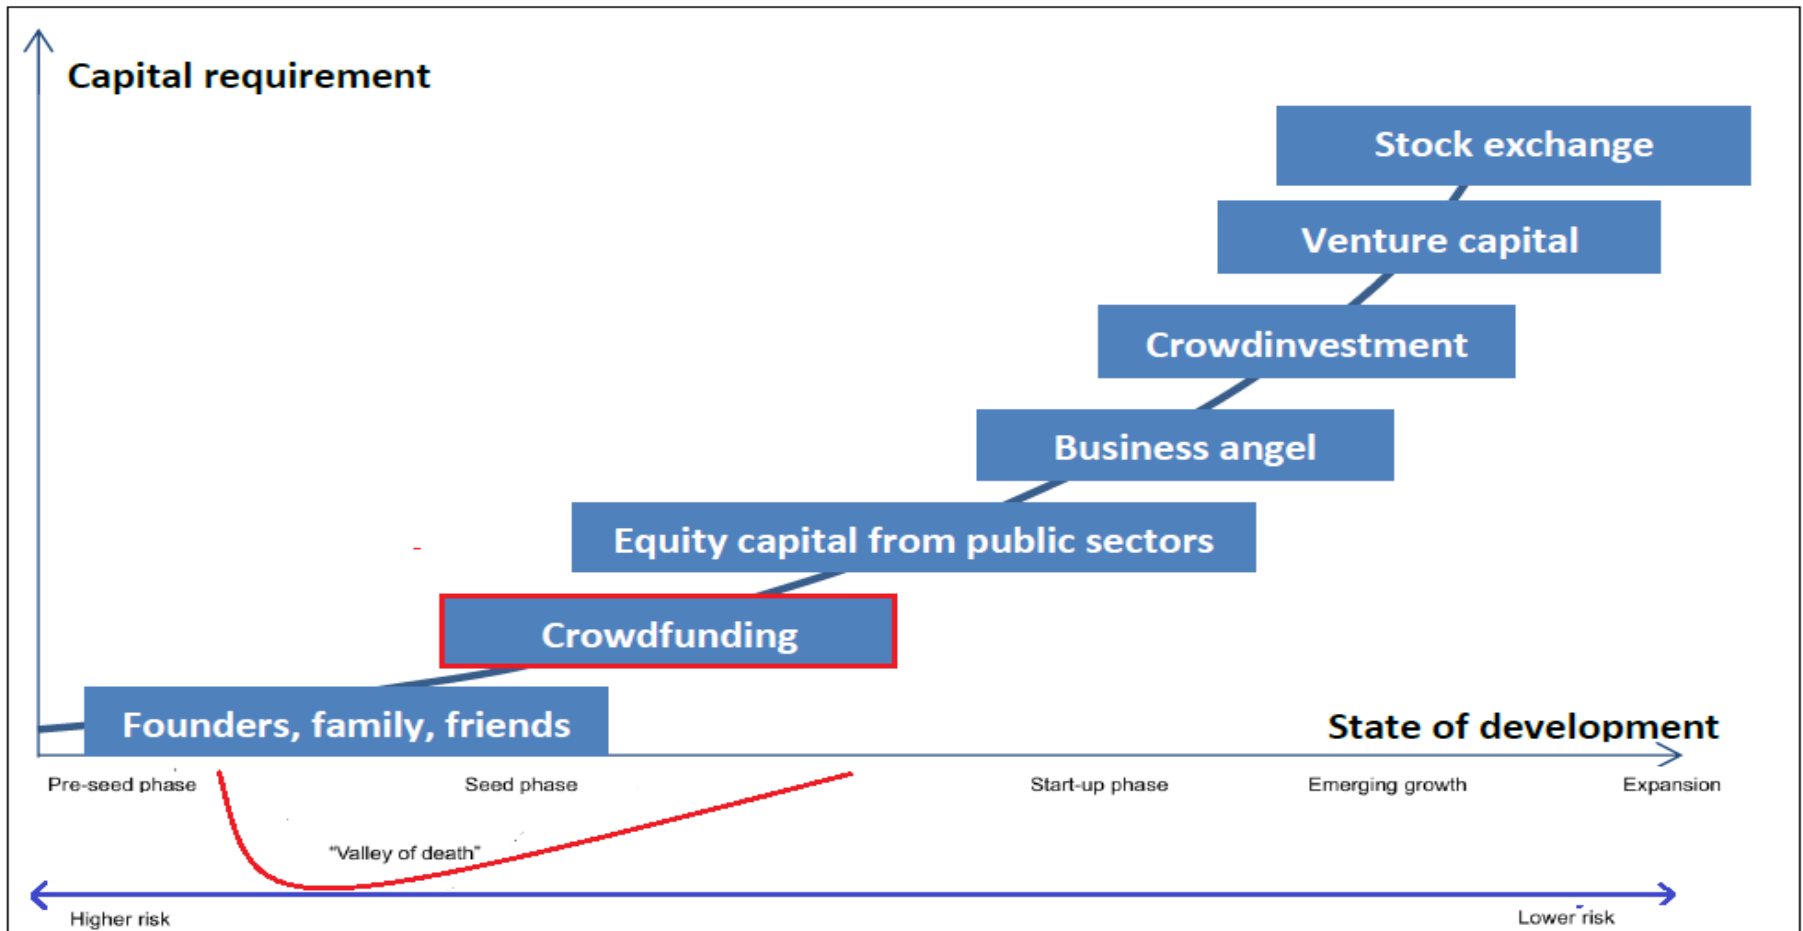 Capital requirement
Stock exchange
Venture capital
Crowdinvestment
Business angel
Equity capital from public sectors
Crowdfunding
Founders, family, friends
State of development
Pre-seed phase
Seed phase
Start-up phase
Emerging growth
Expansion
"Valley of death"
Higher risk
Lower risk